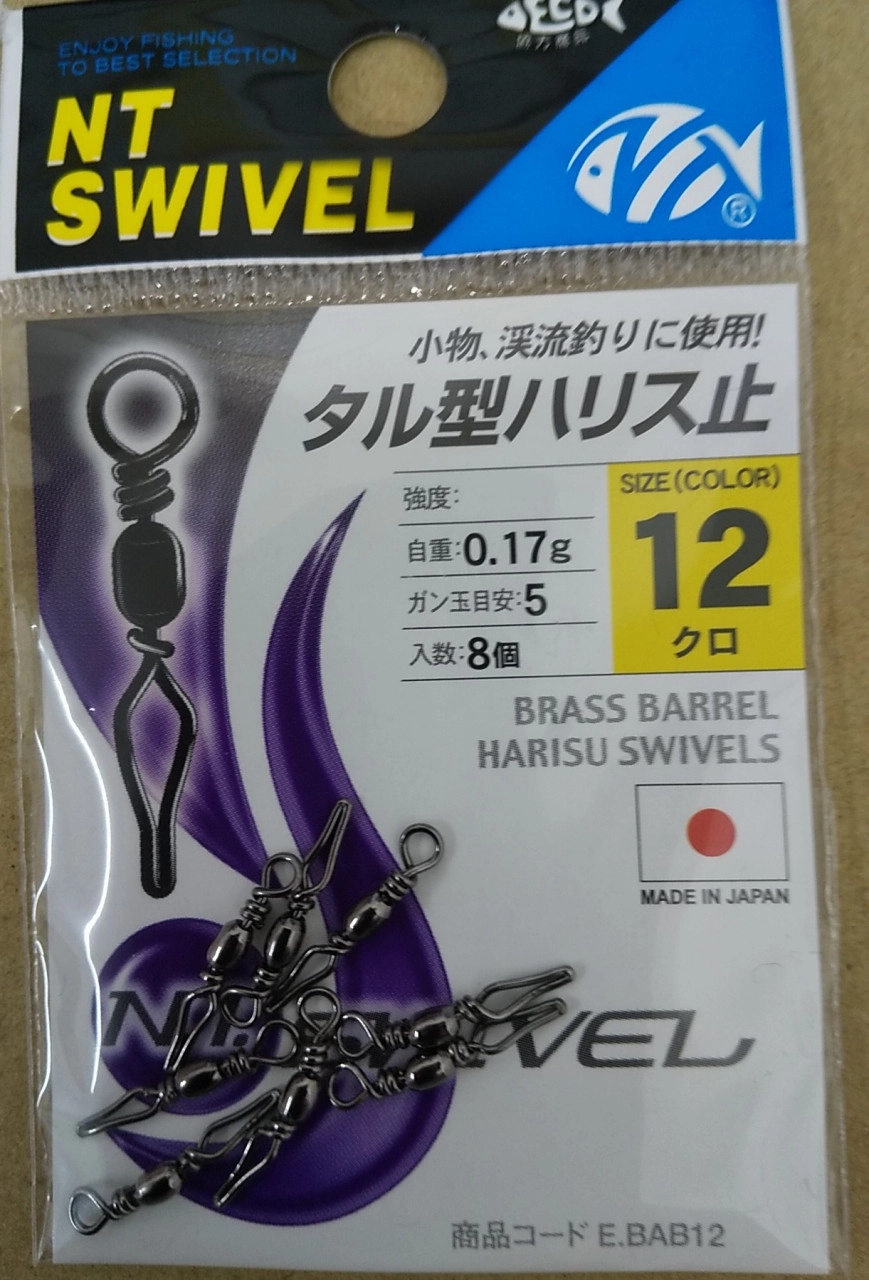 ENJOY FISHING
TO BEST SELECTION
ECO
NT
SWIVEL
®
小物、渓流釣りに使用!
タル型ハリス止
強度:
自重:0.17g
ガン玉目安:5
入数:8個
SIZE(COLOR)
12
クロ
BRASS BARREL
HARISU SWIVELS
MADE IN JAPAN
N.T.SWIVEL
商品コード E.BAB12